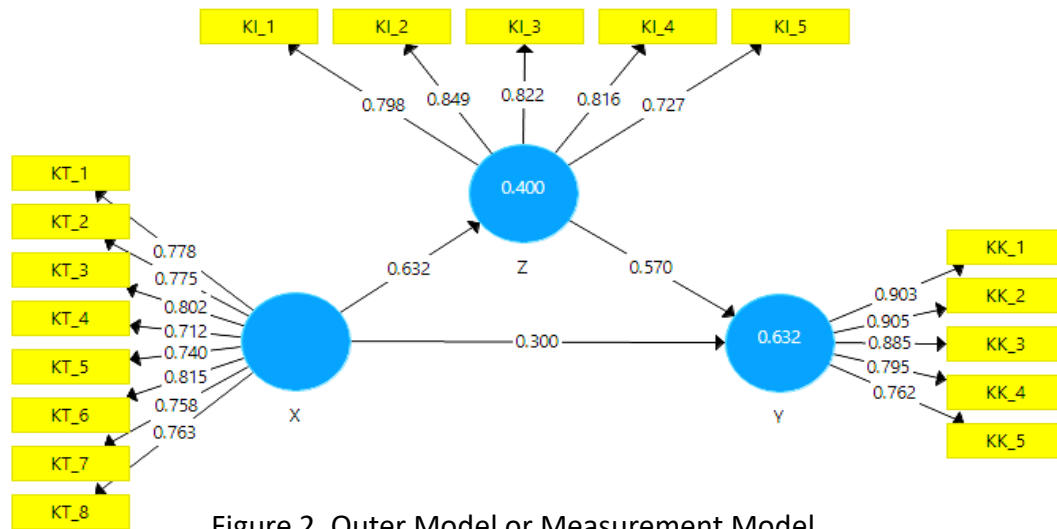 KI_1 KI_2 KI_3 KI_4 KI_5
0.798 0.849 0.822 0.816 0.727
KT_1
KT_2
KT_3
KT_4
KT_5
KT_6
KT_7
KT_8
0.778
0.775
0.802
0.712
0.740
0.815
0.758
0.763
X
0.632
0.400
Z
0.570
0.300
0.632
Y
0.903
0.905
0.885
0.795
0.762
KK_1
KK_2
KK_3
KK_4
KK_5
Figure 2. Outer Model or Measurement Model